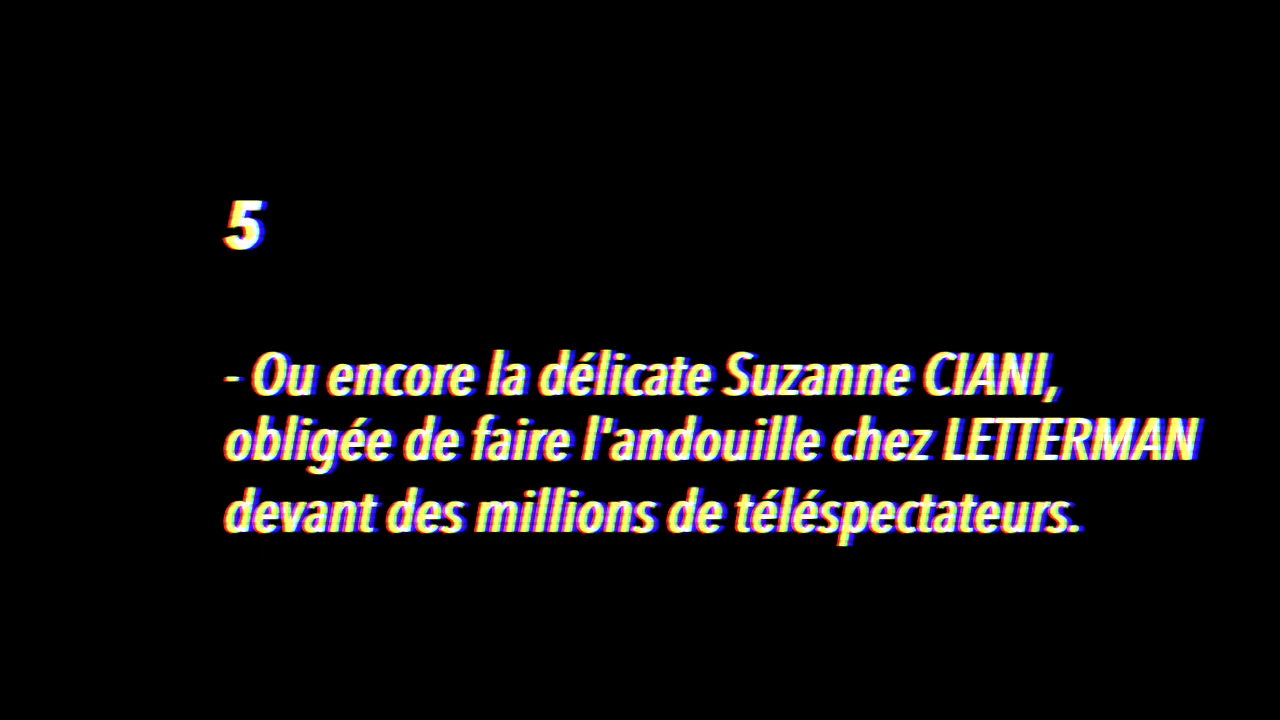 5
- Ou encore la délicate Suzanne CIANI,
obligée de faire l'andouille chez LETTERMAN
devant des millions de téléspectateurs.